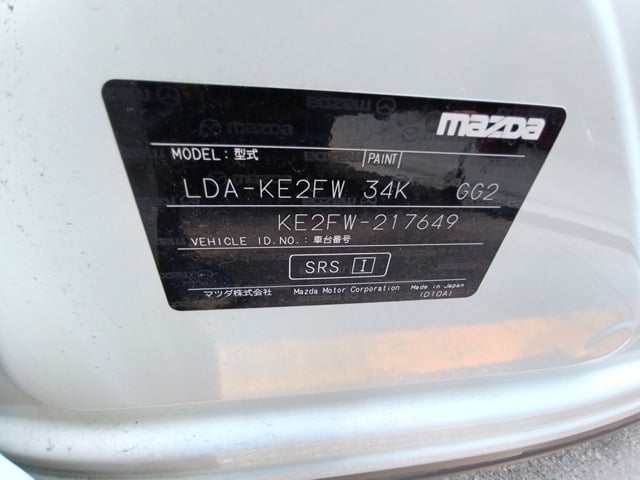 mazda
MODEL: 型式 PAINT
LDA-KE2FW 34K GG2
KE2FW-217649
VEHICLE ID.NO.: 車台番号
SRS I
マツダ株式会社 Mazda Motor Corporation Made in Japan
(D10A)